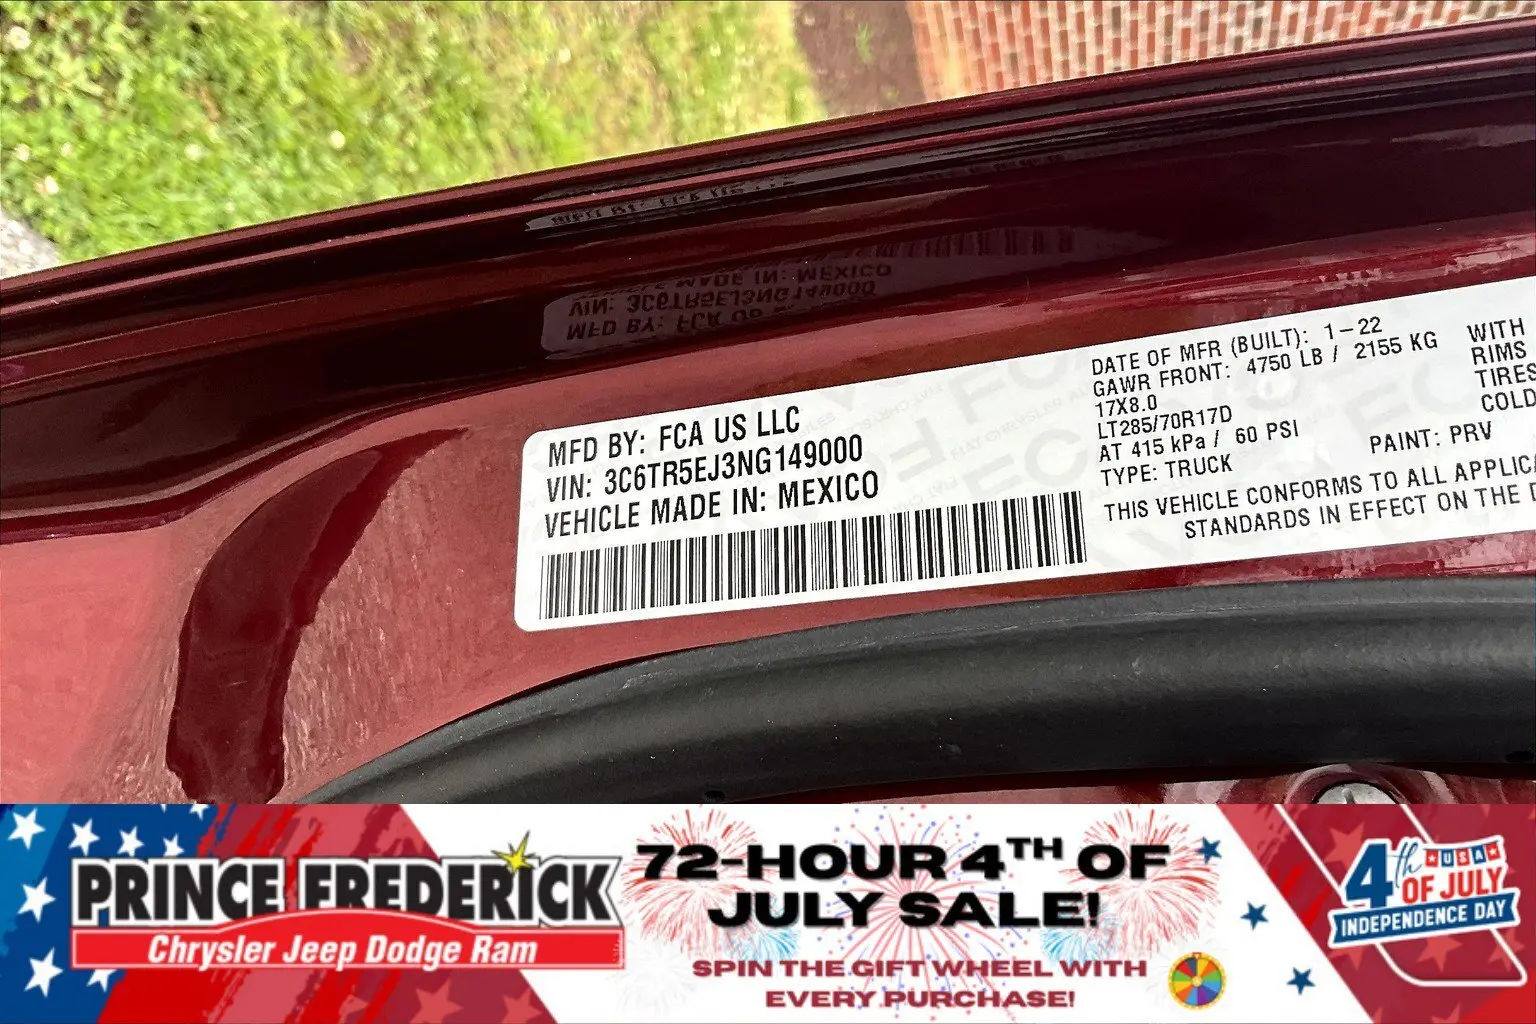 MFD BY: FCA US LLC
VIN: 3C6TR5EJ3NG149000
VEHICLE MADE IN: MEXICO
DATE OF MFR (BUILT): 1-22
GAWR FRONT: 4750 LB / 2155 KG
17X8.0
LT285/70R17D
AT 415 kPa / 60 PSI
TYPE: TRUCK
WITH
RIMS
TIRES
COLD
PAINT: PRV
THIS VEHICLE CONFORMS TO ALL APPLICA
STANDARDS IN EFFECT ON THE D
PRINCE FREDERICK
Chrysler Jeep Dodge Ram
72-HOUR 4TH OF
JULY SALE!
SPIN THE GIFT WHEEL WITH
EVERY PURCHASE!
4th USA
OF JULY
INDEPENDENCE DAY